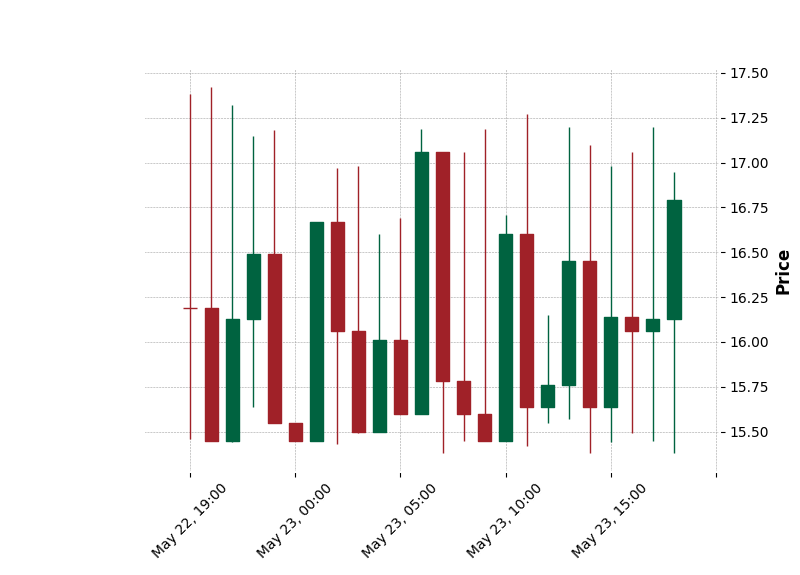 17.50
17.25
17.00
16.75
16.50
16.25
16.00
15.75
15.50
Price
May 22, 19:00
May 23, 00:00
May 23, 05:00
May 23, 10:00
May 23, 15:00